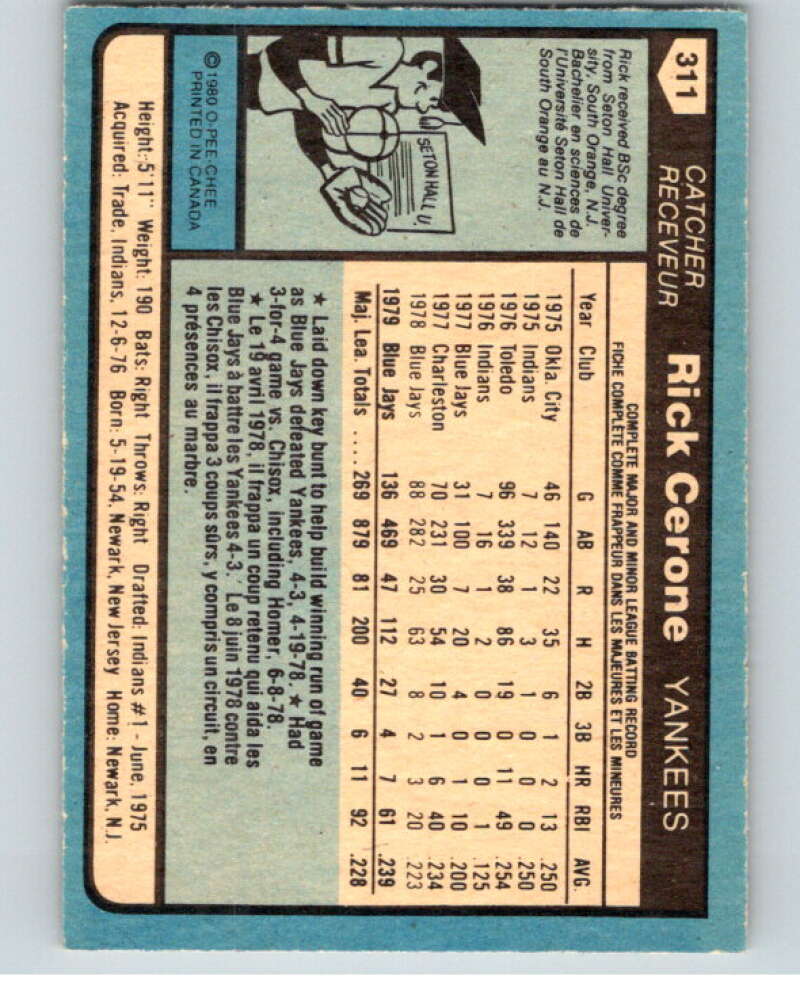 311
CATCHER
RECEVEUR
Rick Cerone YANKEES
Rick received BSc degree
from Seton Hall Univer-
sity, South Orange, N.J.
Bachelier en sciences de
l'Université Seton Hall de
South Orange au N.J.
SETON HALL U.
© 1980 O-PEE-CHEE
PRINTED IN CANADA
COMPLETE MAJOR AND MINOR LEAGUE BATTING RECORD
FICHE COMPLÈTE COMME FRAPPEUR DANS LES MAJEURES ET LES MINEURES
Year Club G AB R H 2B 3B HR RBI AVG.
1975 Okla. City 46 140 22 35 6 1 2 13 .250
1975 Indians 7 12 1 3 1 0 0 0 .250
1976 Toledo 96 339 38 86 19 0 11 49 .254
1976 Indians 7 16 1 2 0 0 0 1 .125
1977 Blue Jays 31 100 7 20 4 0 1 10 .200
1977 Charleston 70 231 30 54 10 1 6 40 .234
1978 Blue Jays 88 282 25 63 8 2 3 20 .223
1979 Blue Jays 136 469 47 112 27 4 7 61 .239
Maj. Lea. Totals .... 269 879 81 200 40 6 11 92 .228
★ Laid down key bunt to help build winning run of game
as Blue Jays defeated Yankees, 4-3, 4-19-78. ★ Had
3-for-4 game vs. Chisox, including Homer, 6-8-78.
★ Le 19 avril 1978, il frappa un coup retenu qui aida les
Blue Jays à battre les Yankees 4-3. Le 8 juin 1978 contre
les Chisox, il frappa 3 coups sûrs, y compris un circuit, en
4 présences au marbre.
Height: 5'11" Weight: 190 Bats: Right Throws: Right Drafted: Indians #1 - June, 1975
Acquired: Trade, Indians, 12-6-76 Born: 5-19-54, Newark, New Jersey Home: Newark, N.J.